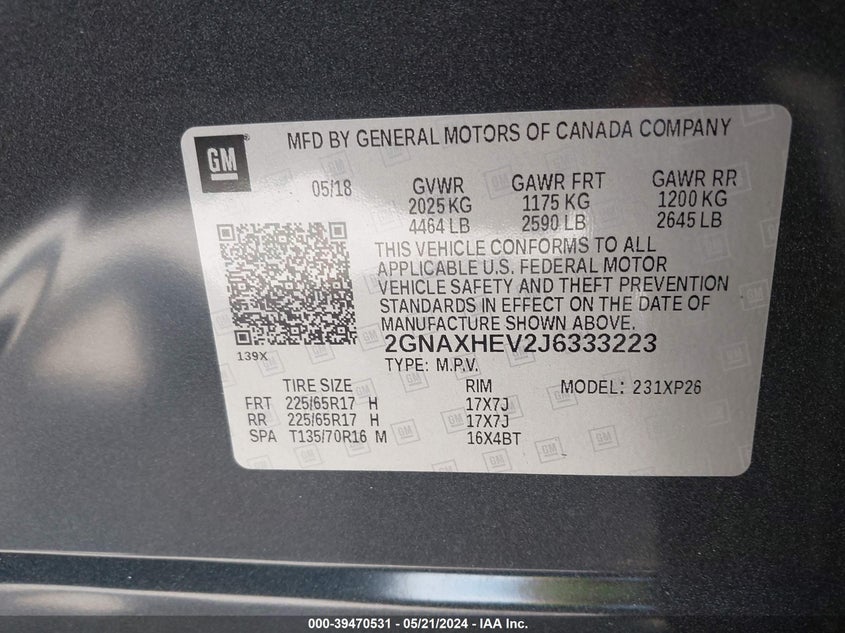 GM
MFD BY GENERAL MOTORS OF CANADA COMPANY
05/18
GVWR
2025 KG
4464 LB
GAWR FRT
1175 KG
2590 LB
GAWR RR
1200 KG
2645 LB
THIS VEHICLE CONFORMS TO ALL
APPLICABLE U.S. FEDERAL MOTOR
VEHICLE SAFETY AND THEFT PREVENTION
STANDARDS IN EFFECT ON THE DATE OF
MANUFACTURE SHOWN ABOVE.
139X
2GNAXHEV2J6333223
TYPE: M.P.V.
TIRE SIZE RIM MODEL: 231XP26
FRT 225/65R17 H 17X7J
RR 225/65R17 H 17X7J
SPA T135/70R16 M 16X4BT
000-39470531 - 05/21/2024 - IAA Inc.